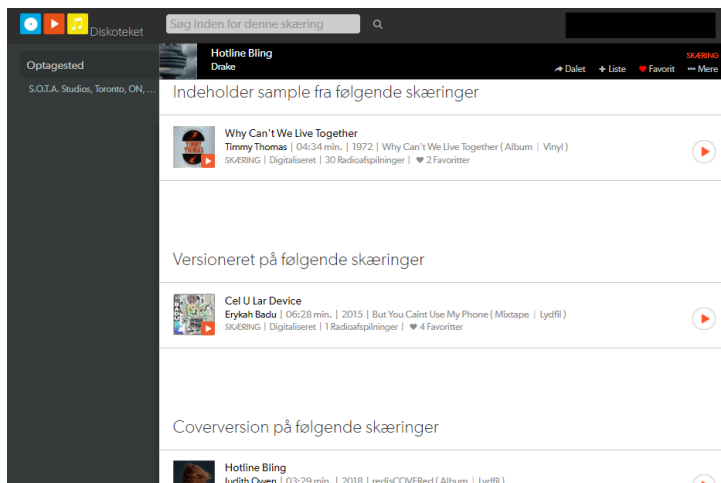 Diskoteket
Søg inden for denne skæring
Optagested
S.O.T.A. Studios, Toronto, ON, ...
Hotline Bling
Drake
SKÆRING
Dalet + Liste Favorit ••• Mere
Indeholder sample fra følgende skæringer
Why Can't We Live Together
Timmy Thomas | 04:34 min. | 1972 | Why Can't We Live Together ( Album | Vinyl )
SKÆRING | Digitaliseret | 30 Radioafspilninger | ♥ 2 Favoritter
Versioneret på følgende skæringer
Cel U Lar Device
Erykah Badu | 06:28 min. | 2015 | But You Caint Use My Phone ( Mixtape | Lydfil )
SKÆRING | Digitaliseret | 1 Radioafspilninger | ♥ 4 Favoritter
Coverversion på følgende skæringer
Hotline Bling
Judith Owen | 03:29 min. | 2018 | redisCOVERed ( Album | Lydfil )